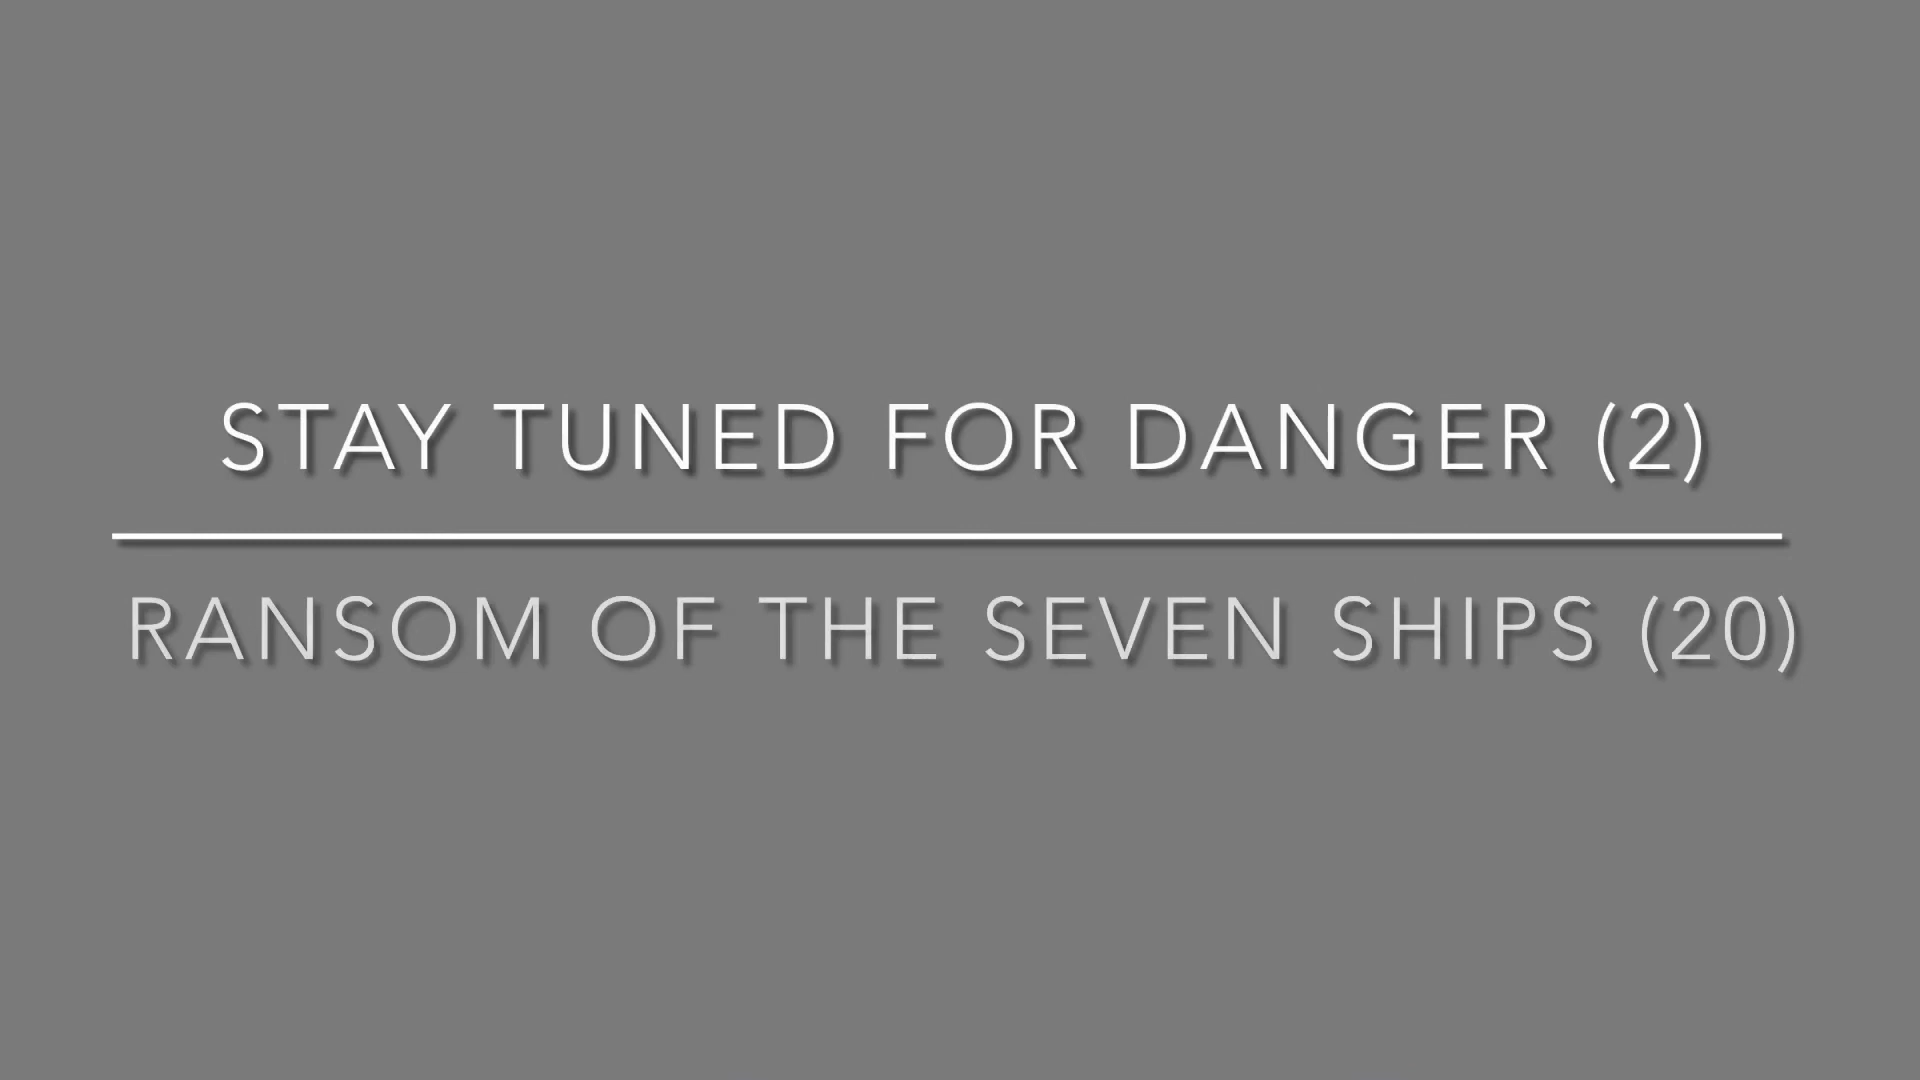 STAY TUNED FOR DANGER (2)
RANSOM OF THE SEVEN SHIPS (20)